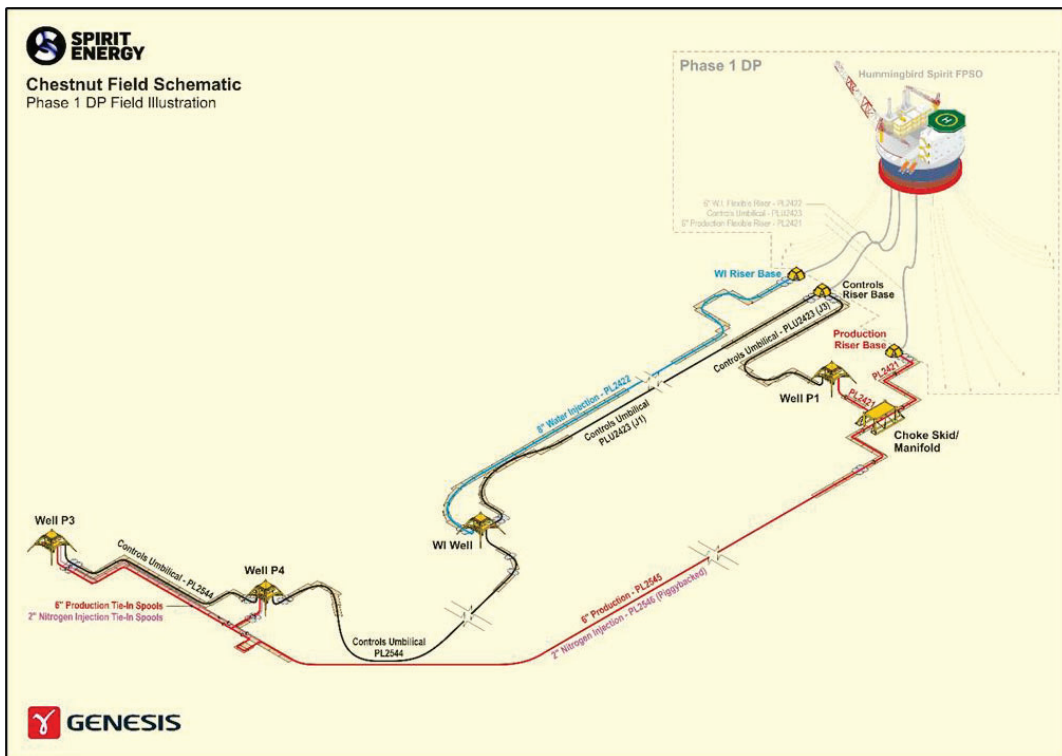 SPIRIT
ENERGY
Chestnut Field Schematic
Phase 1 DP Field Illustration
Phase 1 DP
Hummingbird Spirit FPSO
H
6" W.I. Flexible Riser - PL2422
Controls Umbilical - PLU2423
6" Production Flexible Riser - PL2421
WI Riser Base
Controls
Riser Base
Production
Riser Base
PL2421
Controls Umbilical - PLU2423 (J3)
8" Water Injection - PL2422
Controls Umbilical
PLU2423 (J1)
Well P1
PL2421
Choke Skid/
Manifold
WI Well
Well P3
Controls Umbilical - PL2544
Well P4
6" Production Tie-In Spools
2" Nitrogen Injection Tie-In Spools
Controls Umbilical
PL2544
6" Production - PL2545
2" Nitrogen Injection - PL2546 (Piggybacked)
GENESIS